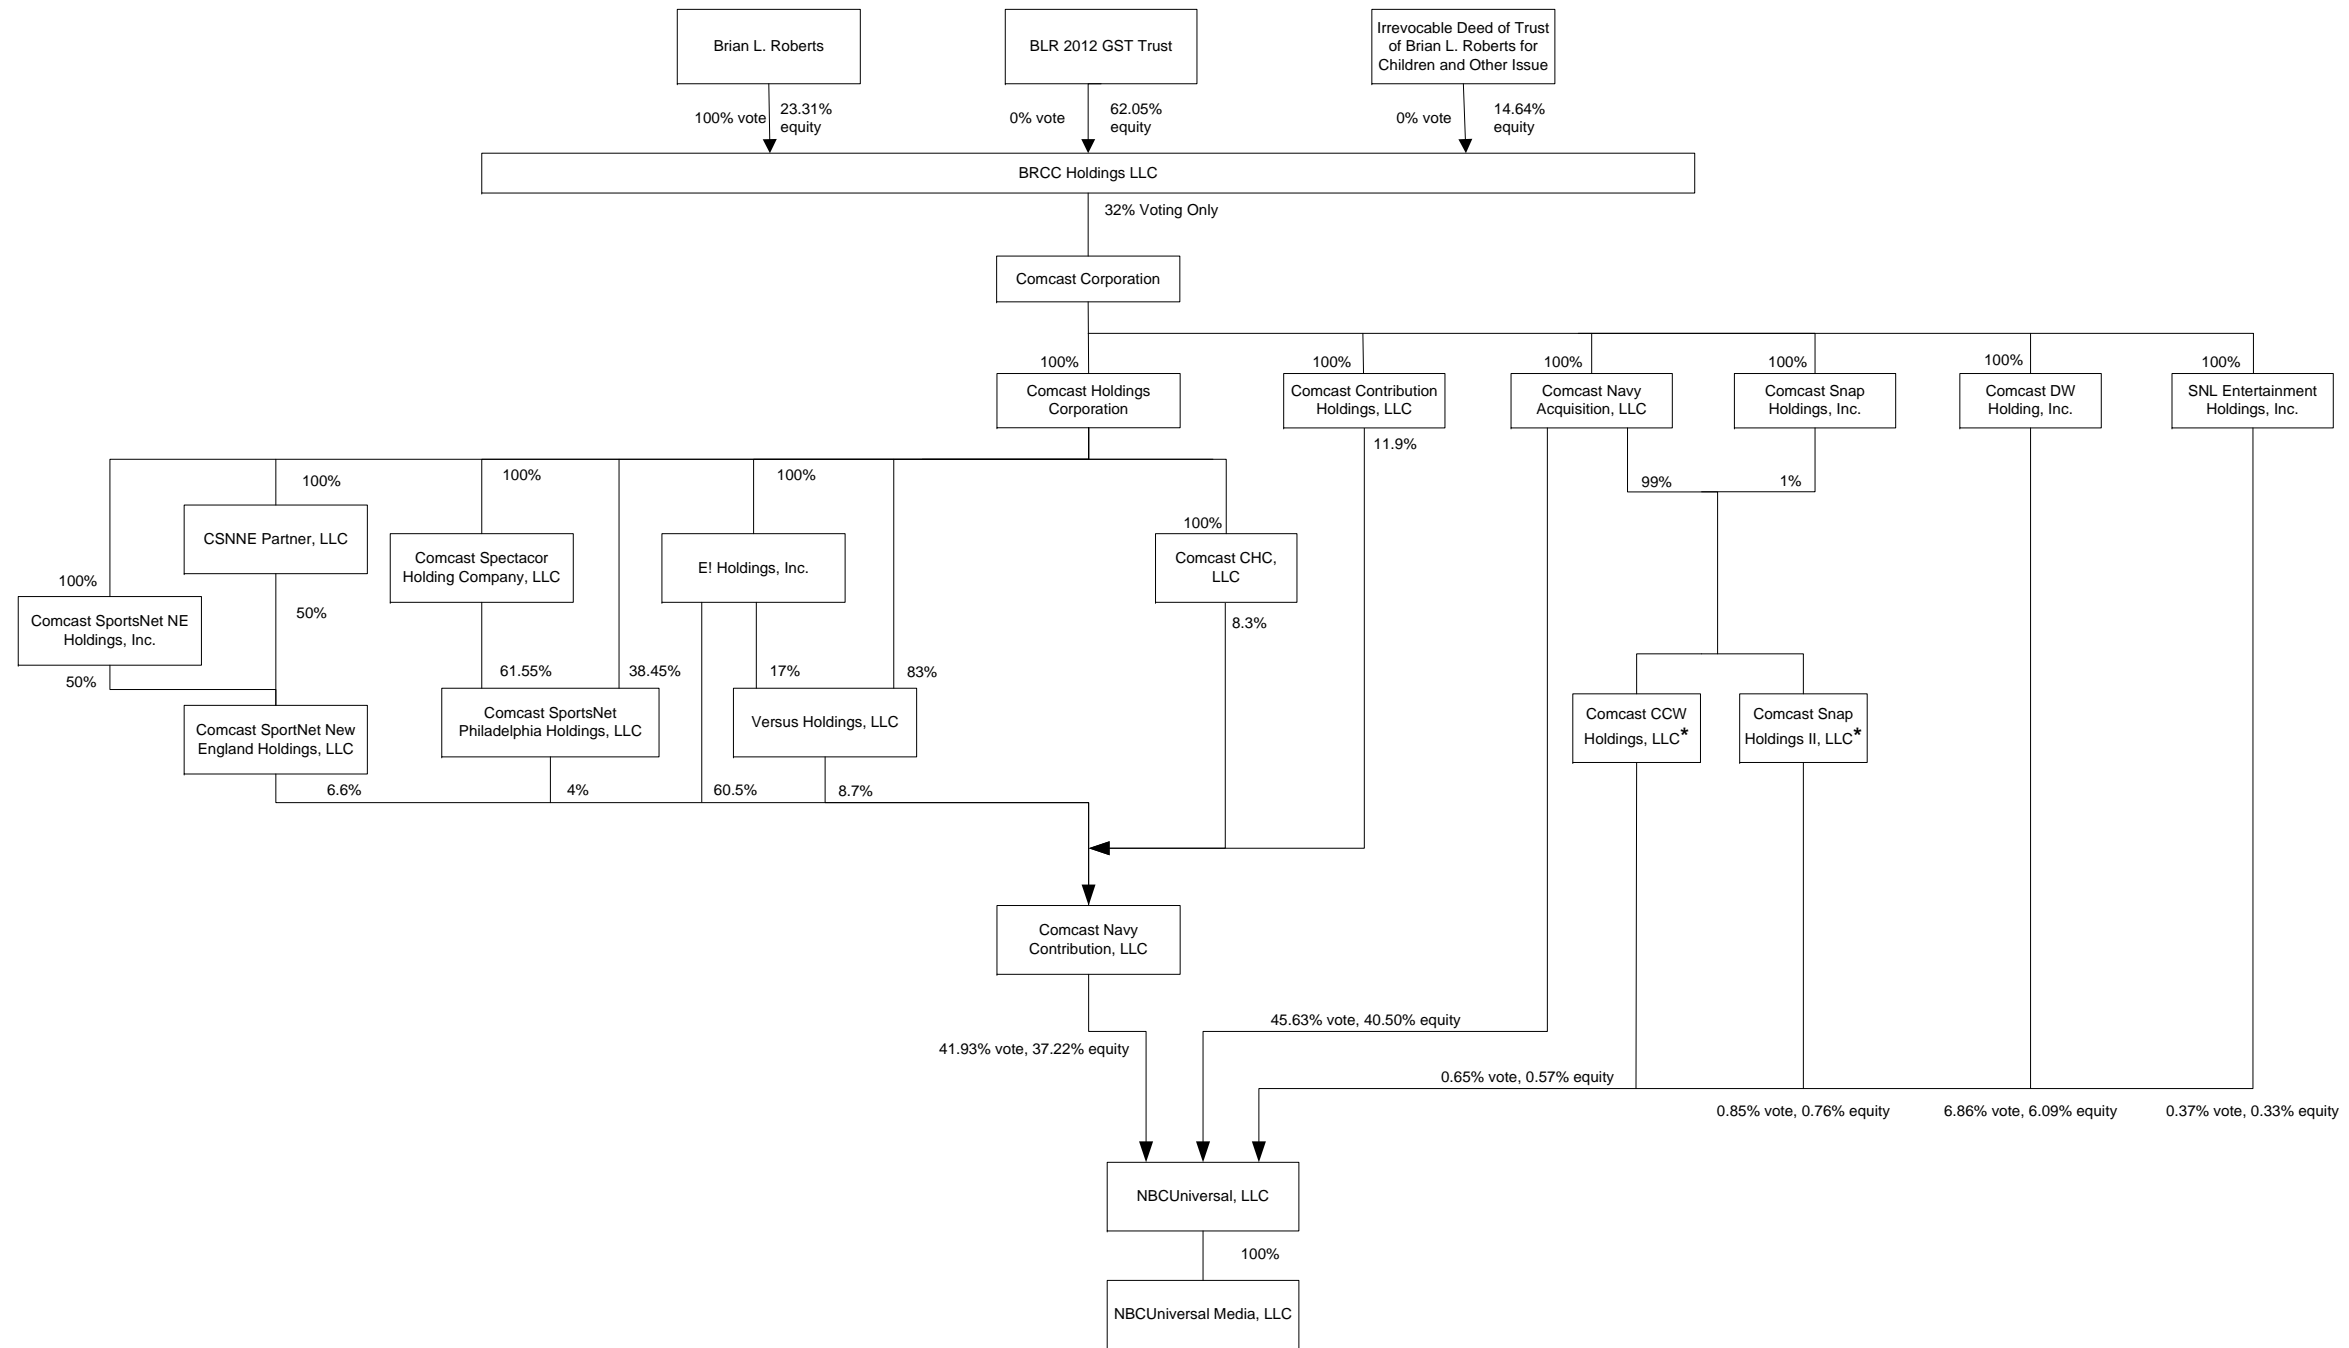 Brian L. Roberts
BLR 2012 GST Trust
Irrevocable Deed of Trust
of Brian L. Roberts for
Children and Other Issue
100% vote
23.31%
equity
0% vote
62.05%
equity
0% vote
14.64%
equity
BRCC Holdings LLC
32% Voting Only
Comcast Corporation
100%
100%
100%
100%
100%
100%
Comcast Holdings
Corporation
Comcast Contribution
Holdings, LLC
Comcast Navy
Acquisition, LLC
Comcast Snap
Holdings, Inc.
Comcast DW
Holding, Inc.
SNL Entertainment
Holdings, Inc.
11.9%
100%
100%
100%
99%
1%
CSNNE Partner, LLC
100%
Comcast Spectacor
Holding Company, LLC
E! Holdings, Inc.
Comcast CHC,
LLC
100%
Comcast SportsNet NE
Holdings, Inc.
50%
8.3%
50%
61.55%
38.45%
17%
83%
Comcast SportNet New
England Holdings, LLC
Comcast SportsNet
Philadelphia Holdings, LLC
Versus Holdings, LLC
Comcast CCW
Holdings, LLC*
Comcast Snap
Holdings II, LLC*
6.6%
4%
60.5%
8.7%
Comcast Navy
Contribution, LLC
45.63% vote, 40.50% equity
41.93% vote, 37.22% equity
0.65% vote, 0.57% equity
0.85% vote, 0.76% equity
6.86% vote, 6.09% equity
0.37% vote, 0.33% equity
NBCUniversal, LLC
100%
NBCUniversal Media, LLC